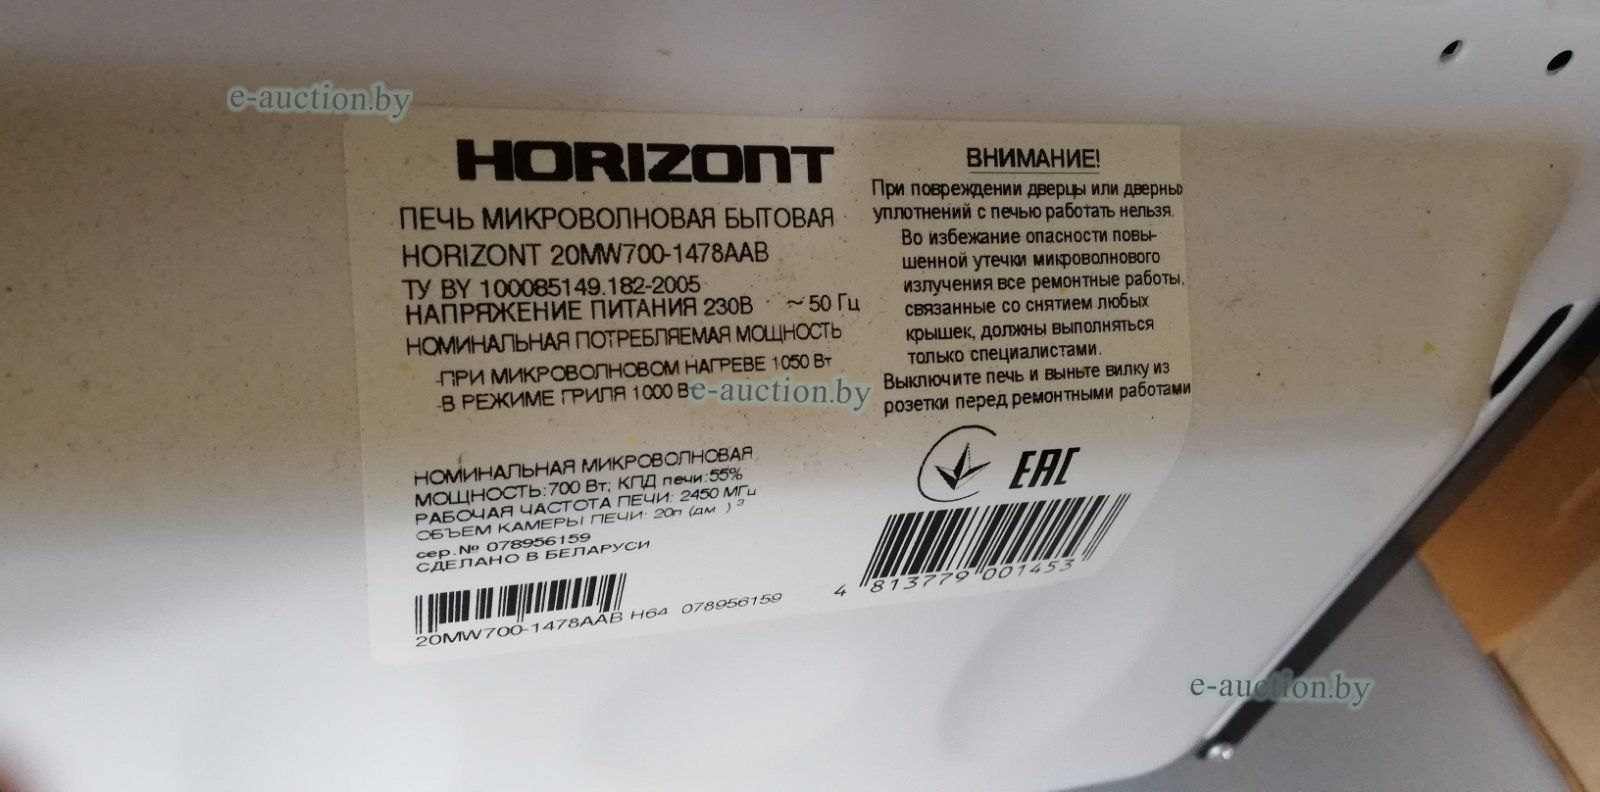 e-auction.by
HORIZONT
ПЕЧЬ МИКРОВОЛНОВАЯ БЫТОВАЯ
HORIZONT 20MW700-1478AAB
ТУ BY 100085149.182-2005
НАПРЯЖЕНИЕ ПИТАНИЯ 230В ~ 50 Гц
НОМИНАЛЬНАЯ ПОТРЕБЛЯЕМАЯ МОЩНОСТЬ
-ПРИ МИКРОВОЛНОВОМ НАГРЕВЕ 1050 Вт
-В РЕЖИМЕ ГРИЛЯ 1000 В
e-auction.by
НОМИНАЛЬНАЯ МИКРОВОЛНОВАЯ
МОЩНОСТЬ:700 Вт; КПД печи:55%
РАБОЧАЯ ЧАСТОТА ПЕЧИ: 2450 МГц
ОБЪЕМ КАМЕРЫ ПЕЧИ: 20л (дм )³
сер.№ 078956159
СДЕЛАНО В БЕЛАРУСИ
20MW700-1478AAB H64 078956159
ВНИМАНИЕ!
При повреждении дверцы или дверных
уплотнений с печью работать нельзя.
Во избежание опасности повы-
шенной утечки микроволнового
излучения все ремонтные работы,
связанные со снятием любых
крышек, должны выполняться
только специалистами.
Выключите печь и выньте вилку из
розетки перед ремонтными работами
EAC
4 813779 001453
e-auction.by